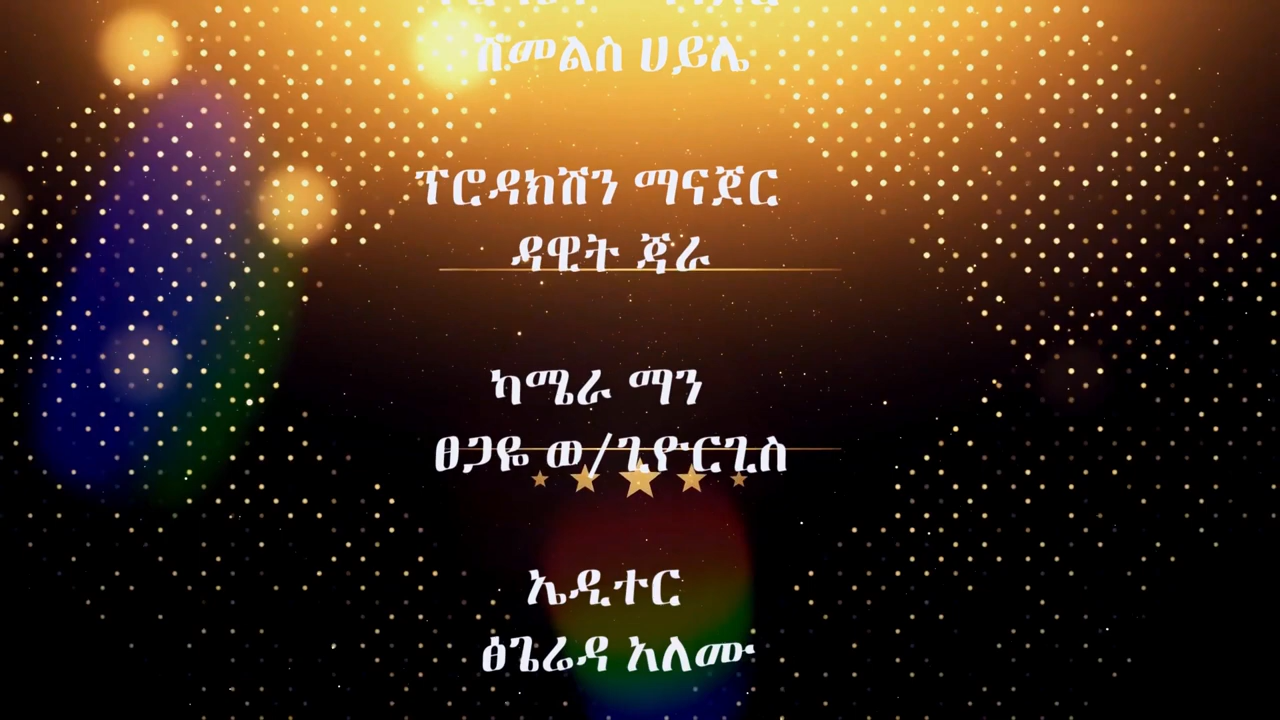 ሽመልስ ሀይሌ
ፕሮዳክሽን ማናጀር
ዳዊት ጃራ
ካሜራ ማን
ፀጋዬ ወ/ጊዮርጊስ
ኤዲተር
ፅጌሬዳ አለሙ